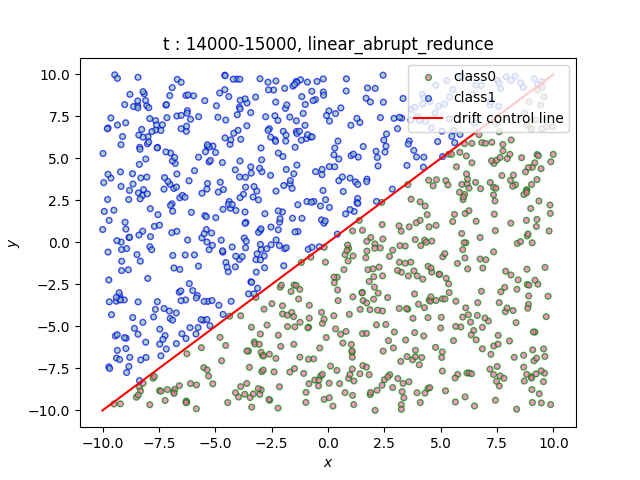 t : 14000-15000, linear_abrupt_redunce
class0
class1
drift control line
10.0
7.5
5.0
2.5
0.0
−2.5
−5.0
−7.5
−10.0
y
−10.0 −7.5 −5.0 −2.5 0.0 2.5 5.0 7.5 10.0
x